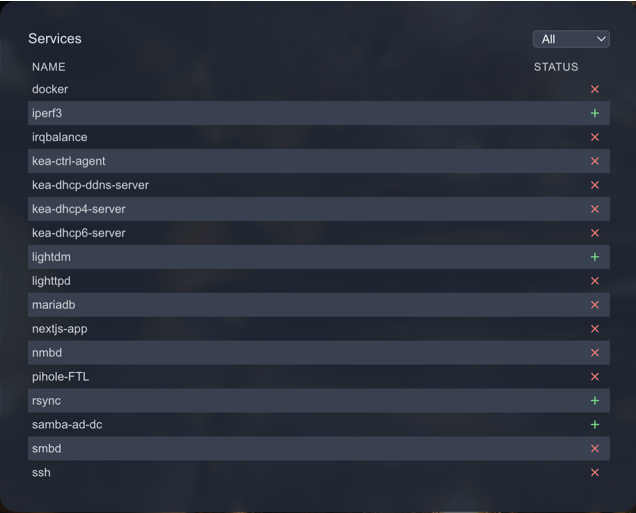 Services
All
NAME STATUS
docker ×
iperf3 +
irqbalance ×
kea-ctrl-agent ×
kea-dhcp-ddns-server ×
kea-dhcp4-server ×
kea-dhcp6-server ×
lightdm +
lighttpd ×
mariadb ×
nextjs-app ×
nmbd ×
pihole-FTL ×
rsync +
samba-ad-dc +
smbd ×
ssh ×